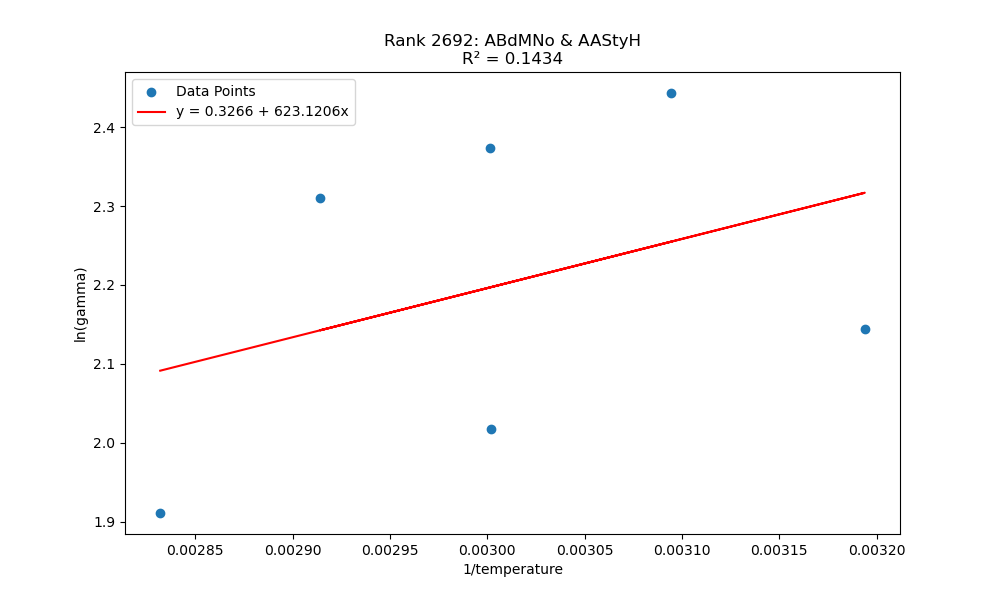 Rank 2692: ABdMNo & AAStyH
R² = 0.1434
Data Points
y = 0.3266 + 623.1206x
ln(gamma)
2.4
2.3
2.2
2.1
2.0
1.9
0.00285 0.00290 0.00295 0.00300 0.00305 0.00310 0.00315 0.00320
1/temperature